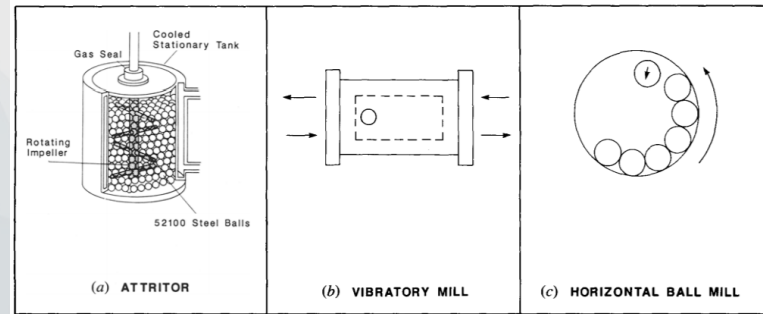 Cooled
Stationary Tank
Gas Seal
Rotating
Impeller
52100 Steel Balls
(a) ATTRITOR
(b) VIBRATORY MILL
(c) HORIZONTAL BALL MILL